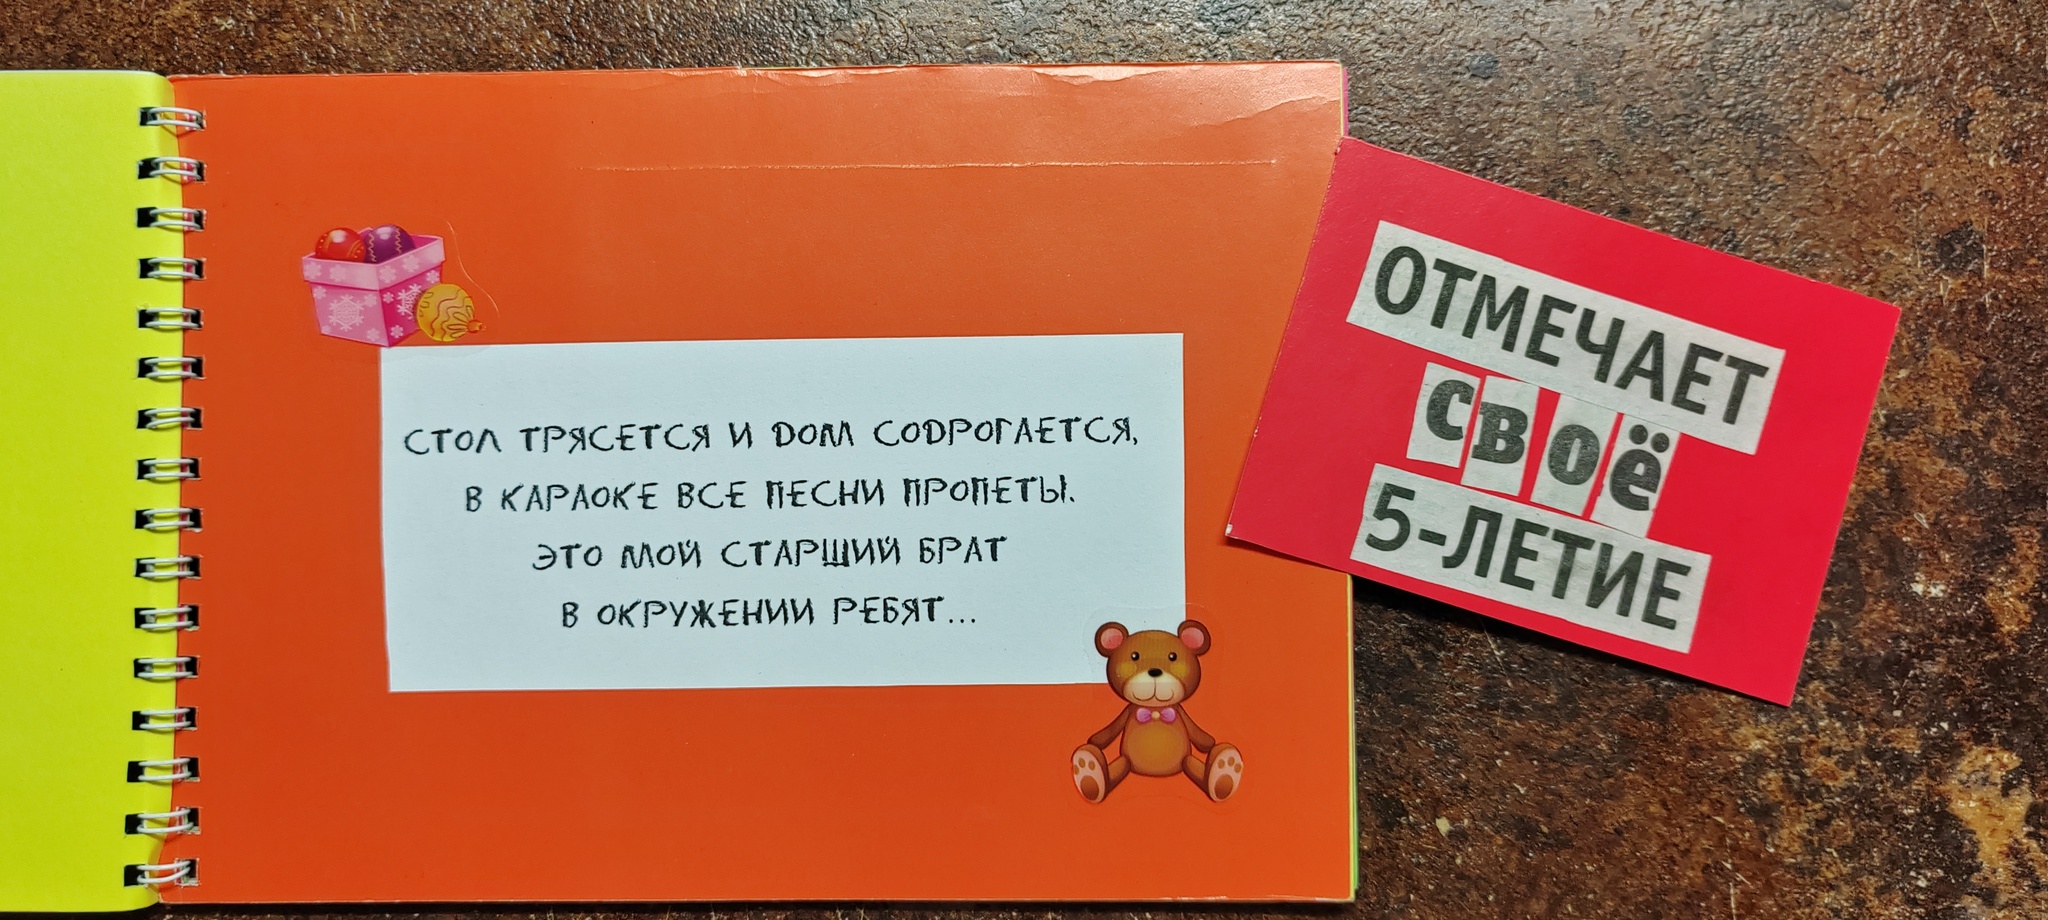 СТОЛ ТРЯСЕТСЯ И ДОМ СОДРОГАЕТСЯ,
В КАРАОКЕ ВСЕ ПЕСНИ ПРОПЕТЫ.
ЭТО МОЙ СТАРШИЙ БРАТ
В ОКРУЖЕНИИ РЕБЯТ...
ОТМЕЧАЕТ
своё
5-ЛЕТИЕ